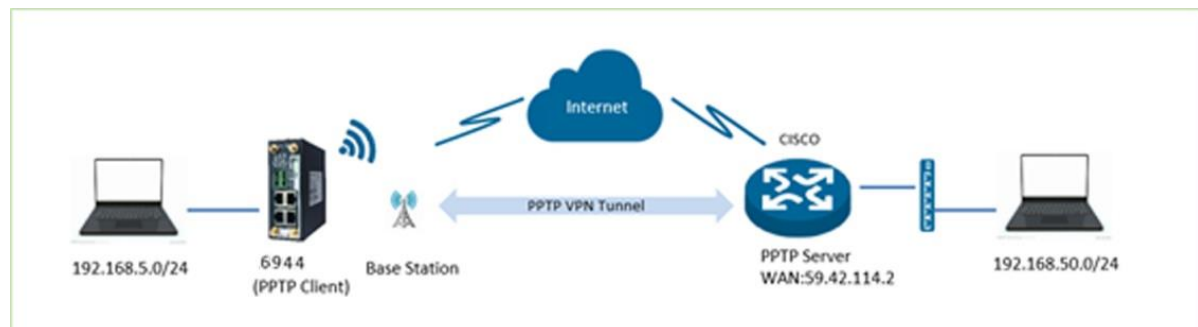 Internet
CISCO
PPTP VPN Tunnel
192.168.5.0/24
6944
(PPTP Client)
Base Station
PPTP Server
WAN:59.42.114.2
192.168.50.0/24